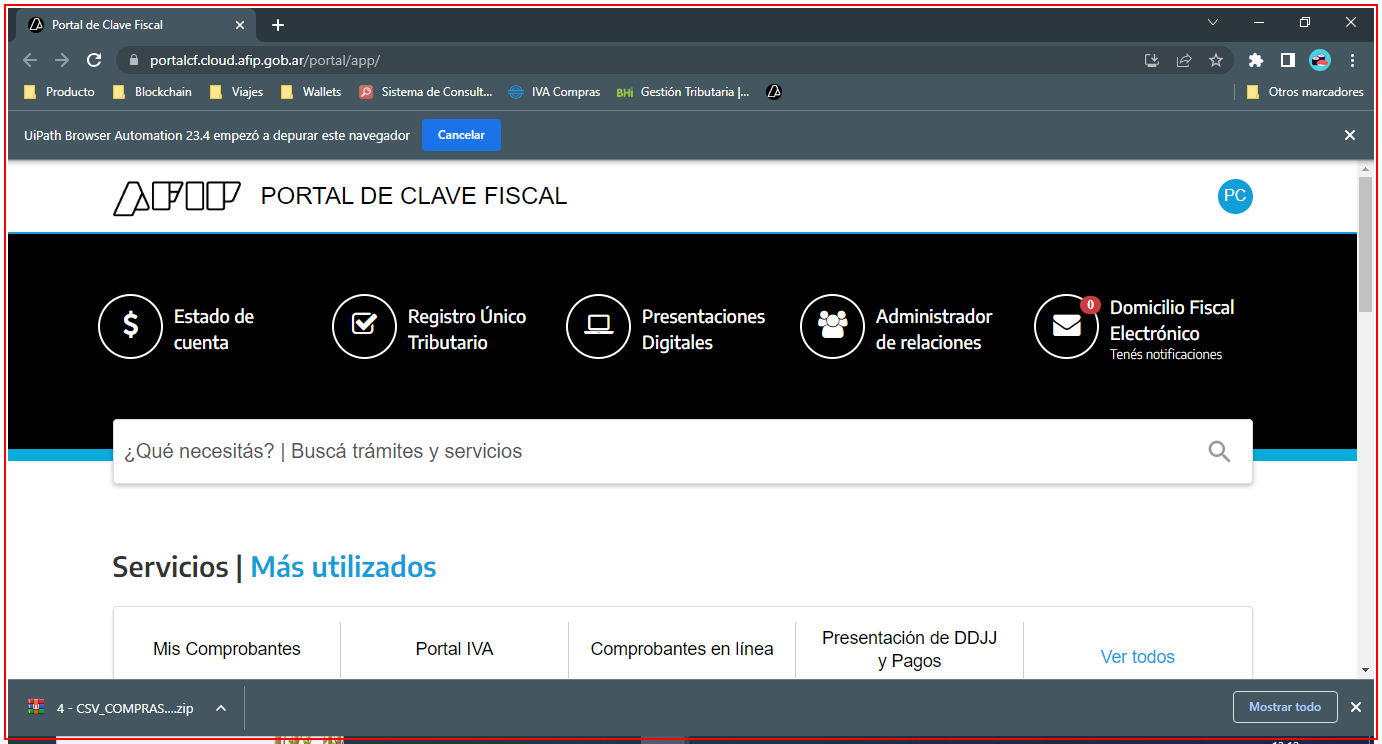 Portal de Clave Fiscal
portalcf.cloud.afip.gob.ar/portal/app/
Producto
Blockchain
Viajes
Wallets
Sistema de Consult...
IVA Compras
BHI
Gestión Tributaria |...
Otros marcadores
UiPath Browser Automation 23.4 empezó a depurar este navegador
Cancelar
AFIP
PORTAL DE CLAVE FISCAL
PC
Estado de
cuenta
Registro Único
Tributario
Presentaciones
Digitales
Administrador
de relaciones
0
Domicilio Fiscal
Electrónico
Tenés notificaciones
¿Qué necesitás? | Buscá trámites y servicios
Servicios | Más utilizados
Mis Comprobantes
Portal IVA
Comprobantes en línea
Presentación de DDJJ
y Pagos
Ver todos
4 - CSV_COMPRAS....zip
Mostrar todo